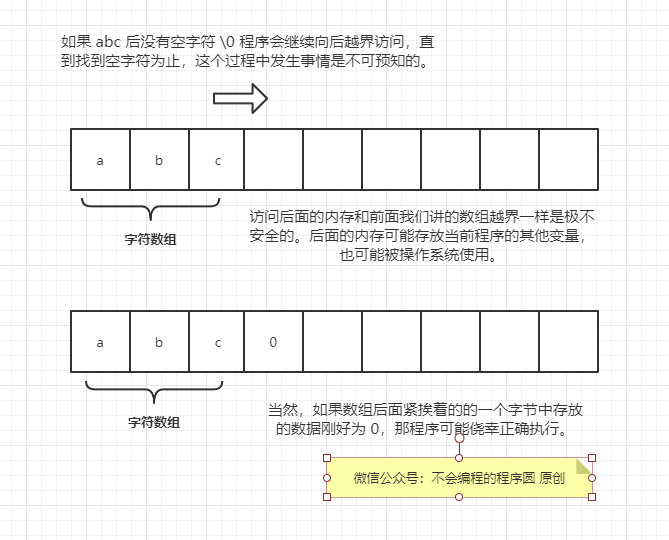 如果 abc 后没有空字符 \0 程序会继续向后越界访问，直
到找到空字符为止，这个过程中发生事情是不可预知的。
a b c
字符数组
访问后面的内存和前面我们讲的数组越界一样是极不
安全的。后面的内存可能存放当前程序的其他变量，
也可能被操作系统使用。
a b c 0
字符数组
当然，如果数组后面紧挨着的的一个字节中存放
的数据刚好为 0，那程序可能侥幸正确执行。
微信公众号：不会编程的程序圆 原创